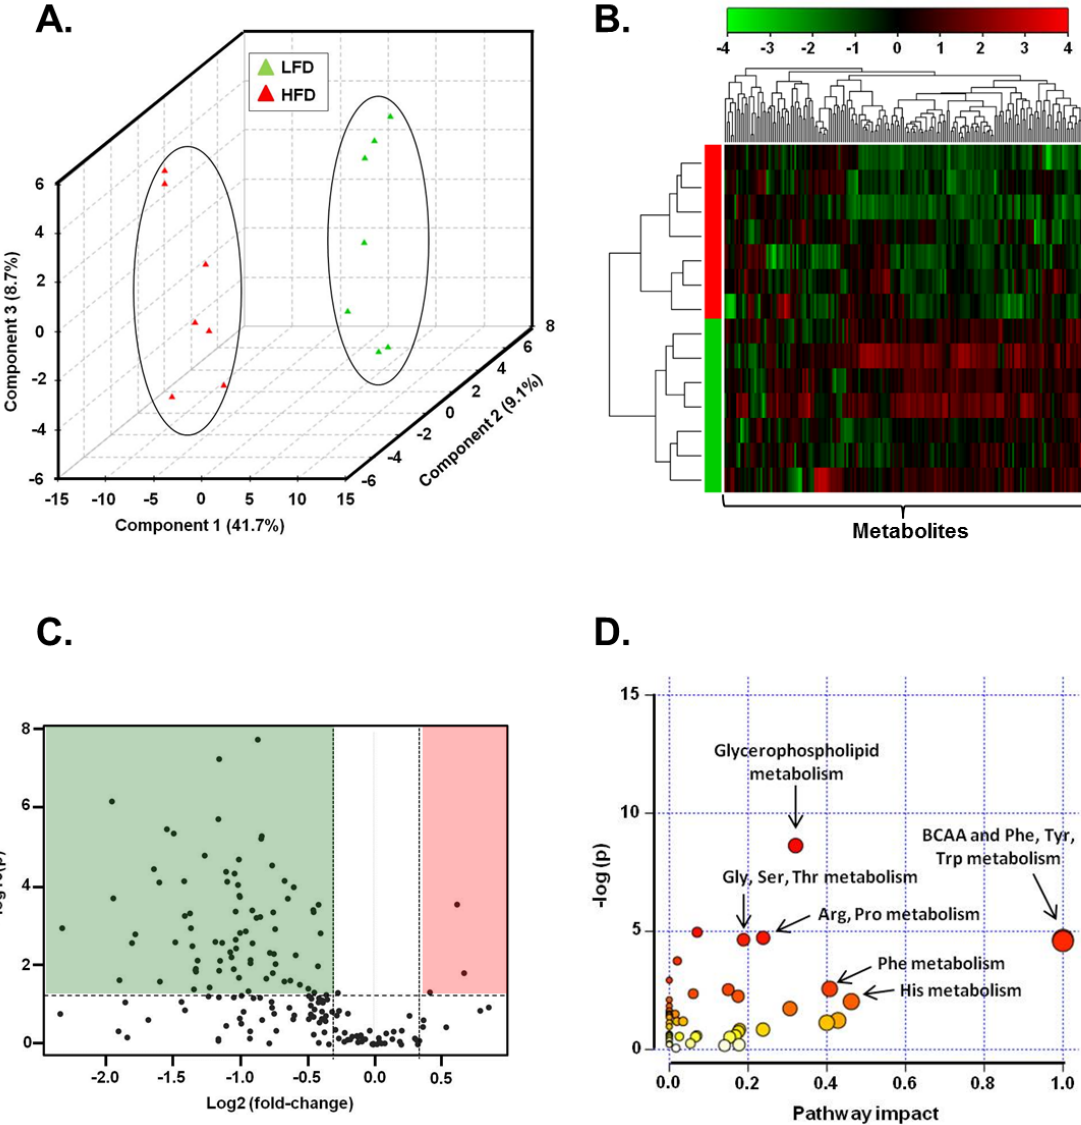 A.
LFD
HFD
6
4
2
0
-2
-4
-6
Component 3 (8.7%)
-15 -10 -5 0 5 10 15
Component 1 (41.7%)
-6 -4 -2 0 2 4 6 8
Component 2 (9.1%)
B.
-4 -3 -2 -1 0 1 2 3 4
Metabolites
C.
8
6
4
2
0
-2.0 -1.5 -1.0 -0.5 0.0 0.5
Log2 (fold-change)
D.
15
10
5
0
-log (p)
Glycerophospholipid
metabolism
BCAA and Phe, Tyr,
Trp metabolism
Gly, Ser, Thr metabolism
Arg, Pro metabolism
Phe metabolism
His metabolism
0.0 0.2 0.4 0.6 0.8 1.0
Pathway impact